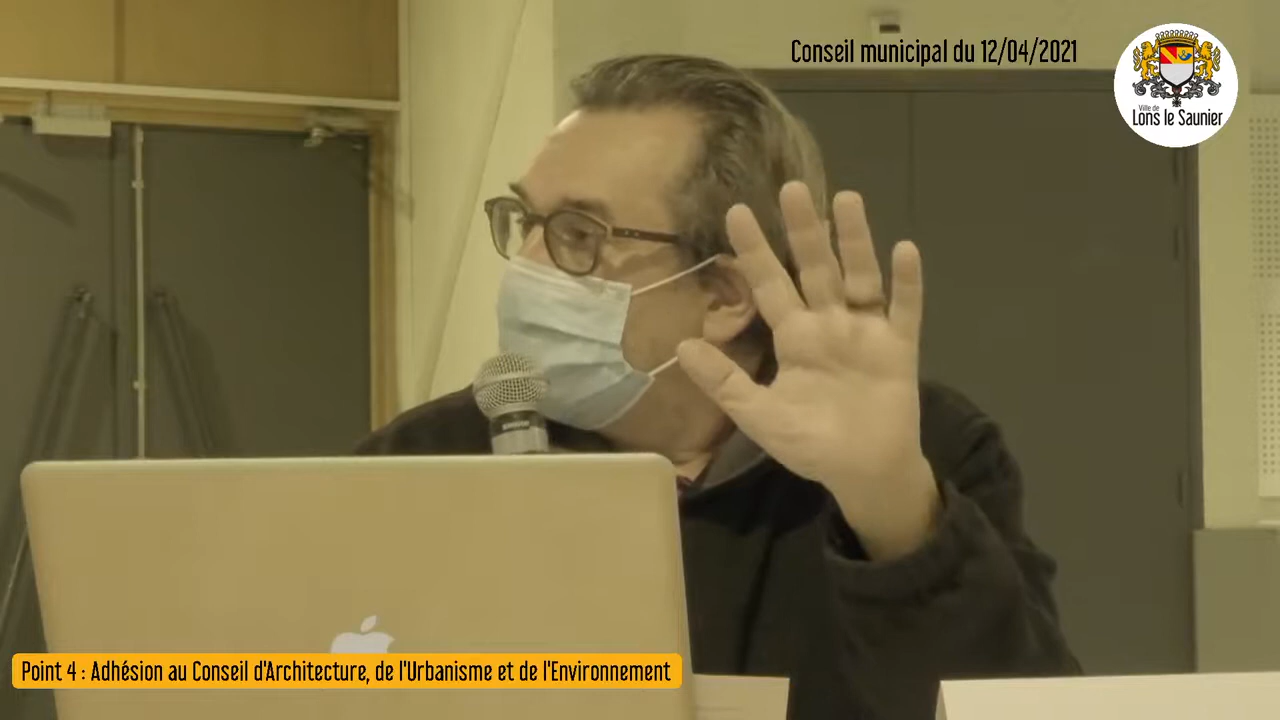 Conseil municipal du 12/04/2021
Ville de
Lons le Saunier
Point 4 : Adhésion au Conseil d'Architecture, de l'Urbanisme et de l'Environnement